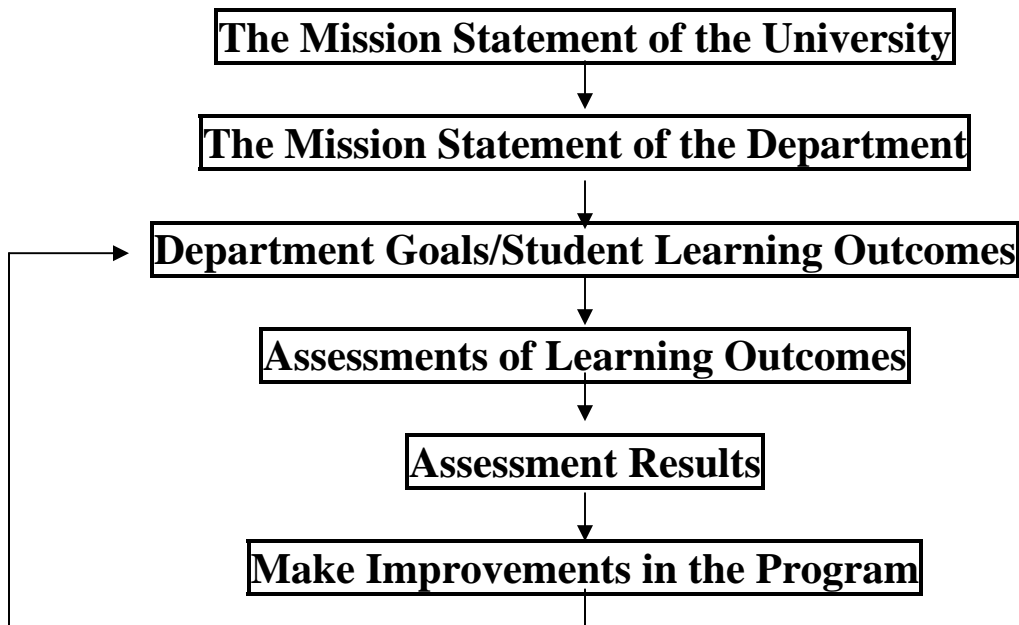 The Mission Statement of the University
The Mission Statement of the Department
Department Goals/Student Learning Outcomes
Assessments of Learning Outcomes
Assessment Results
Make Improvements in the Program